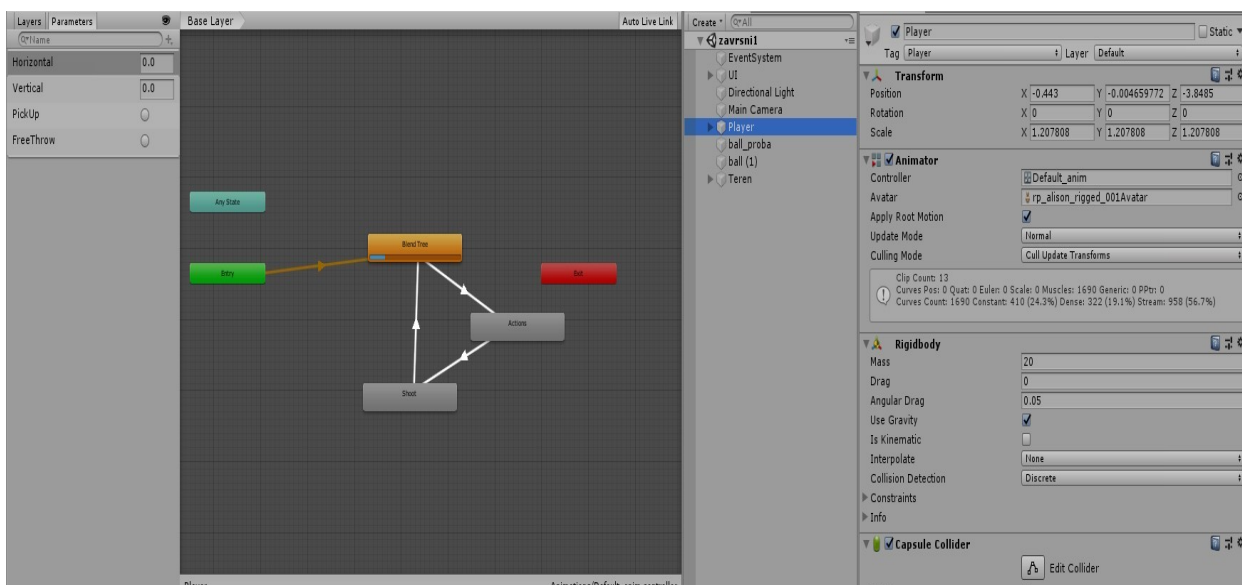 Layers Parameters
Name
Horizontal 0.0
Vertical 0.0
PickUp
FreeThrow
Base Layer Auto Live Link
Any State
Entry
Blend Tree
Exit
Actions
Shoot
Player Animations/Default_anim.controller
Create All
zavrsni1
EventSystem
UI
Directional Light
Main Camera
Player
ball_proba
ball (1)
Teren
Player Static
Tag Player Layer Default
Transform
Position X -0.443 Y -0.004659772 Z -3.8485
Rotation X 0 Y 0 Z 0
Scale X 1.207808 Y 1.207808 Z 1.207808
Animator
Controller Default_anim
Avatar rp_alison_rigged_001Avatar
Apply Root Motion
Update Mode Normal
Culling Mode Cull Update Transforms
Clip Count: 13
Curves Pos: 0 Quat: 0 Euler: 0 Scale: 0 Muscles: 1690 Generic: 0 PPtr: 0
Curves Count: 1690 Constant: 410 (24.3%) Dense: 322 (19.1%) Stream: 958 (56.7%)
Rigidbody
Mass 20
Drag 0
Angular Drag 0.05
Use Gravity
Is Kinematic
Interpolate None
Collision Detection Discrete
Constraints
Info
Capsule Collider
Edit Collider